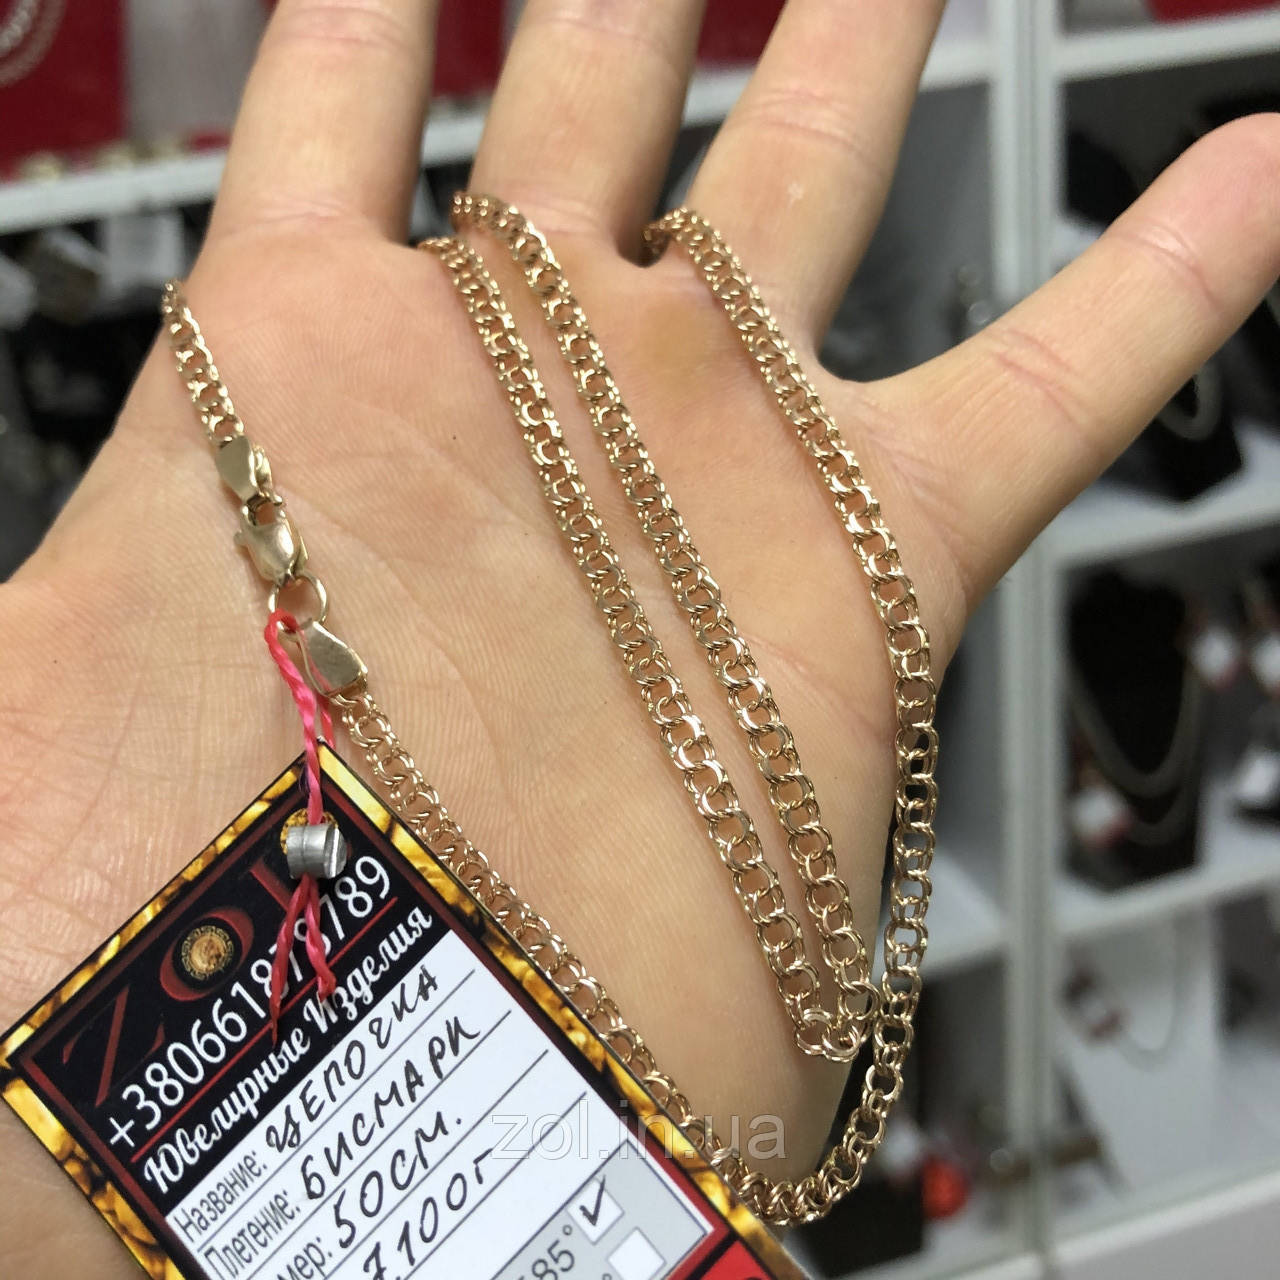 ZOL
+380661878789
Ювелирные Изделия
Название: ЦЕПОЧКА
Плетение: БИСМАРК
мер: 50СМ.
7,100г
585°
zol.in.ua